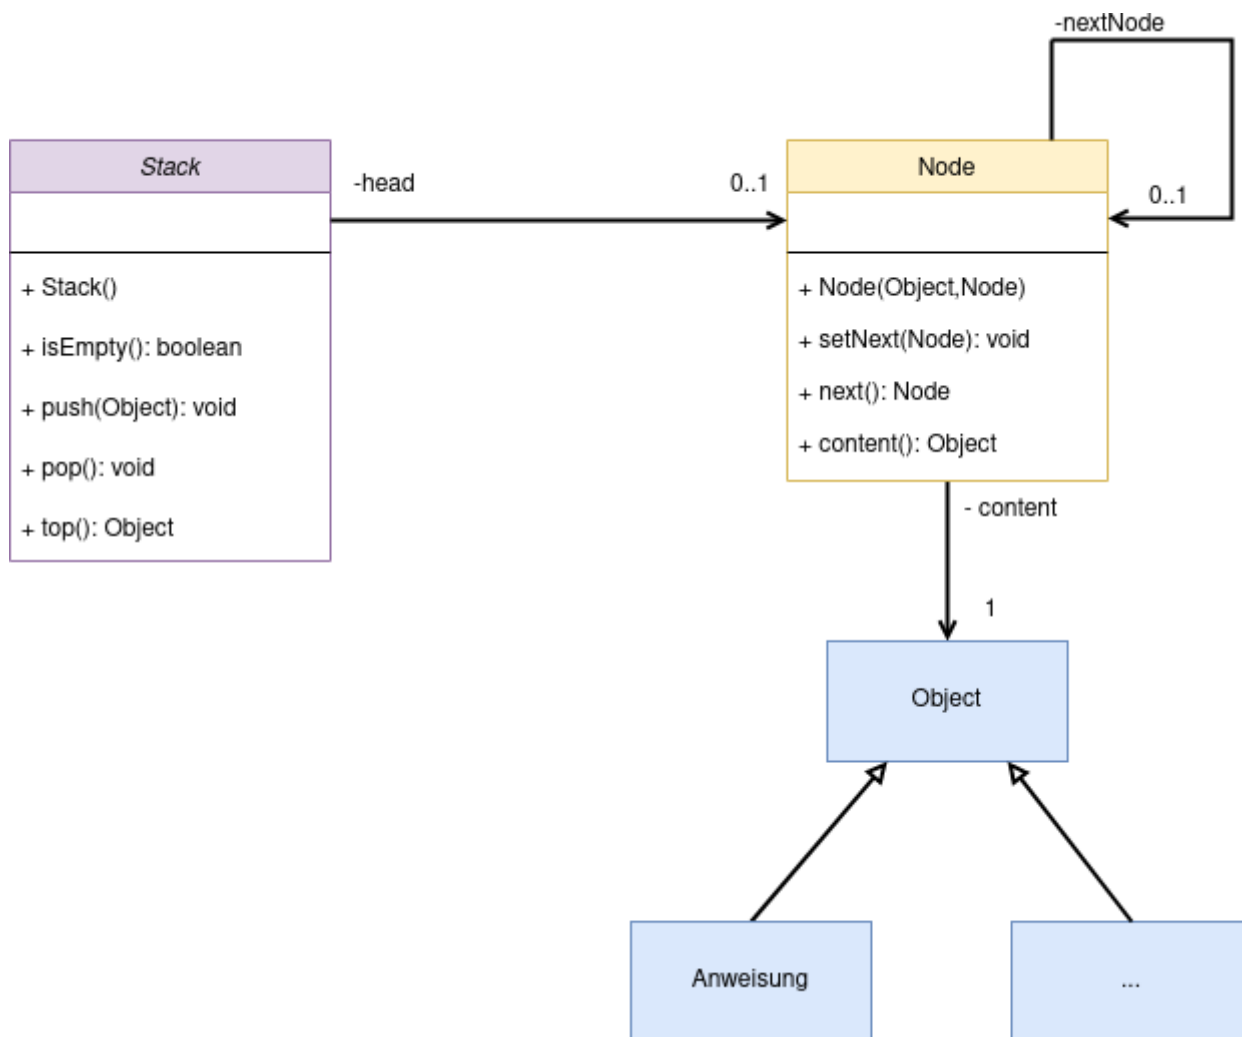 -nextNode
Stack
-head
0..1
Node
0..1
+ Stack()
+ isEmpty(): boolean
+ push(Object): void
+ pop(): void
+ top(): Object
+ Node(Object,Node)
+ setNext(Node): void
+ next(): Node
+ content(): Object
- content
1
Object
Anweisung
...